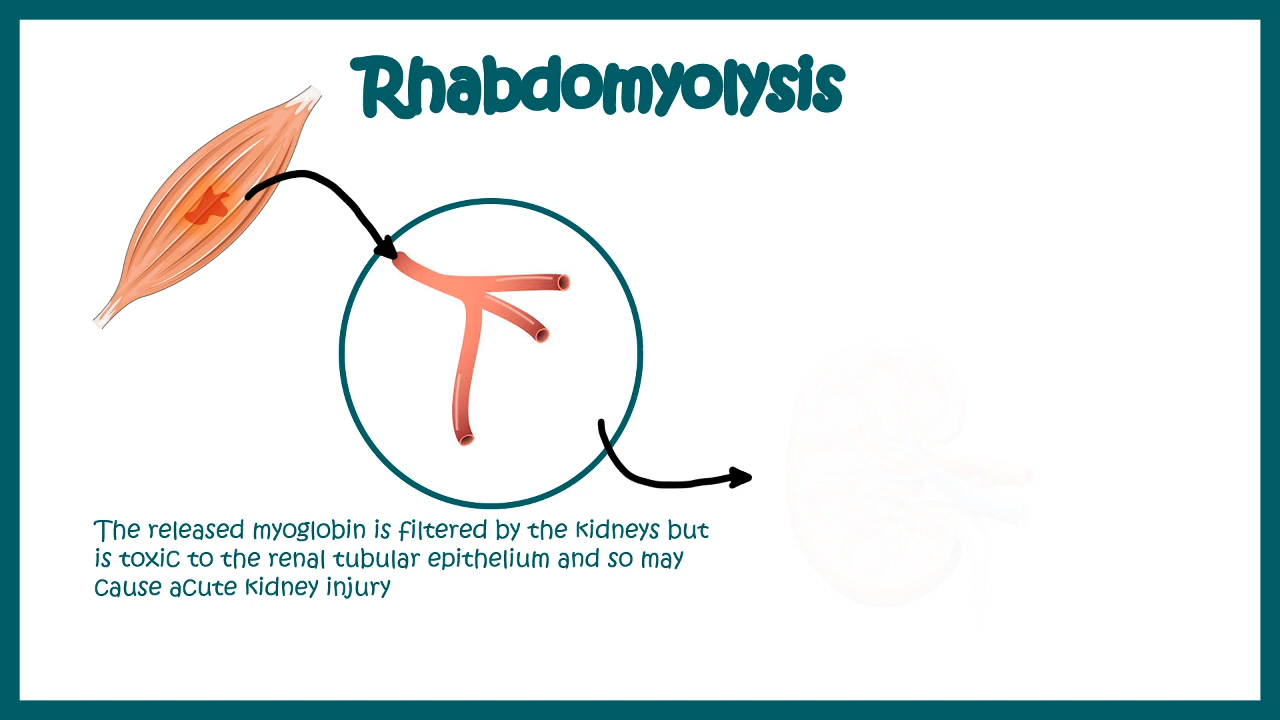 Rhabdomyolysis
The released myoglobin is filtered by the kidneys but
is toxic to the renal tubular epithelium and so may
cause acute kidney injury